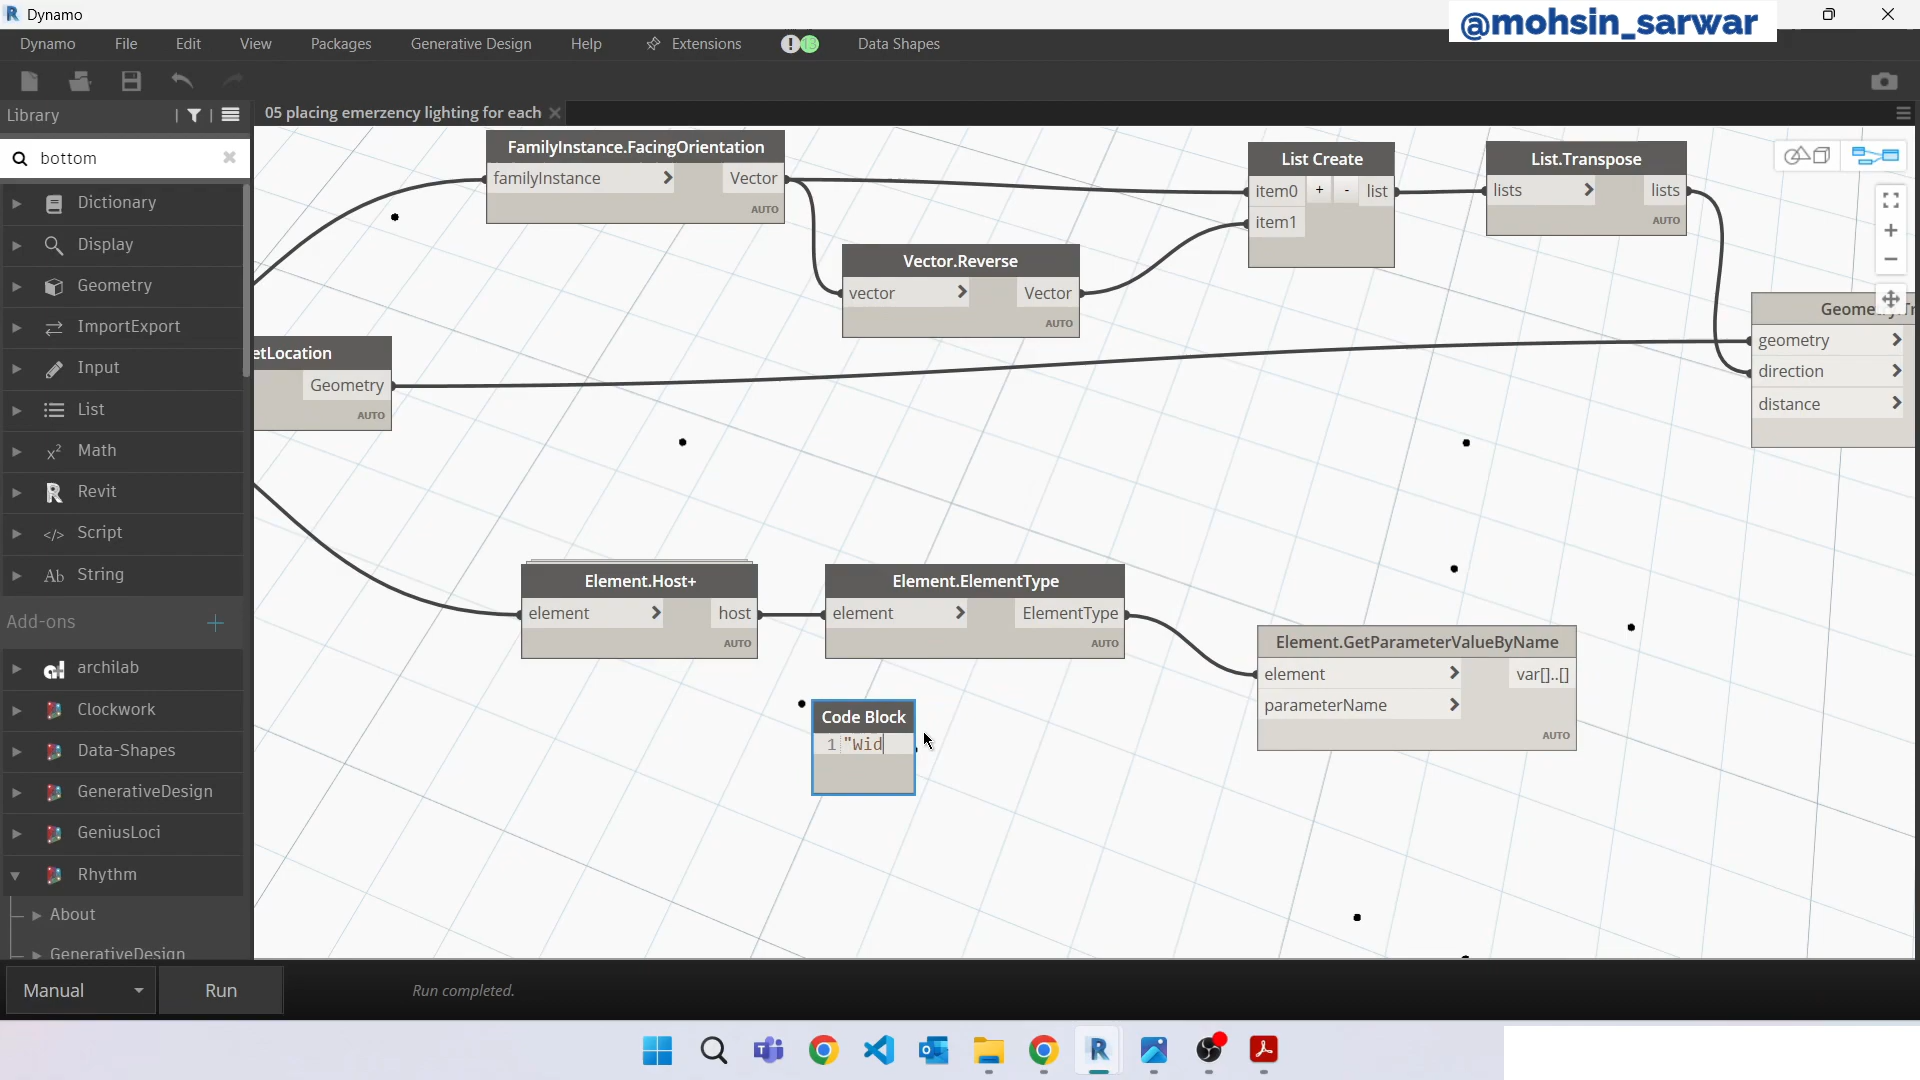 Dynamo
@mohsin_sarwar
Dynamo File Edit View Packages Generative Design Help Extensions Data Shapes
Library
05 placing emerzency lighting for each
bottom
Dictionary
Display
Geometry
ImportExport
Input
List
Math
Revit
Script
String
Add-ons
archilab
Clockwork
Data-Shapes
GenerativeDesign
GeniusLoci
Rhythm
About
GenerativeDesign
FamilyInstance.FacingOrientation
familyInstance > Vector
AUTO
List Create
item0 + - list
item1
List.Transpose
lists > lists
AUTO
Vector.Reverse
vector > Vector
AUTO
geometry >
direction >
distance >
etLocation
Geometry
AUTO
Element.Host+
element > host
AUTO
Element.ElementType
element > ElementType
AUTO
Element.GetParameterValueByName
element > var[]..[]
parameterName >
AUTO
Code Block
1 "Wid
Manual
Run
Run completed.